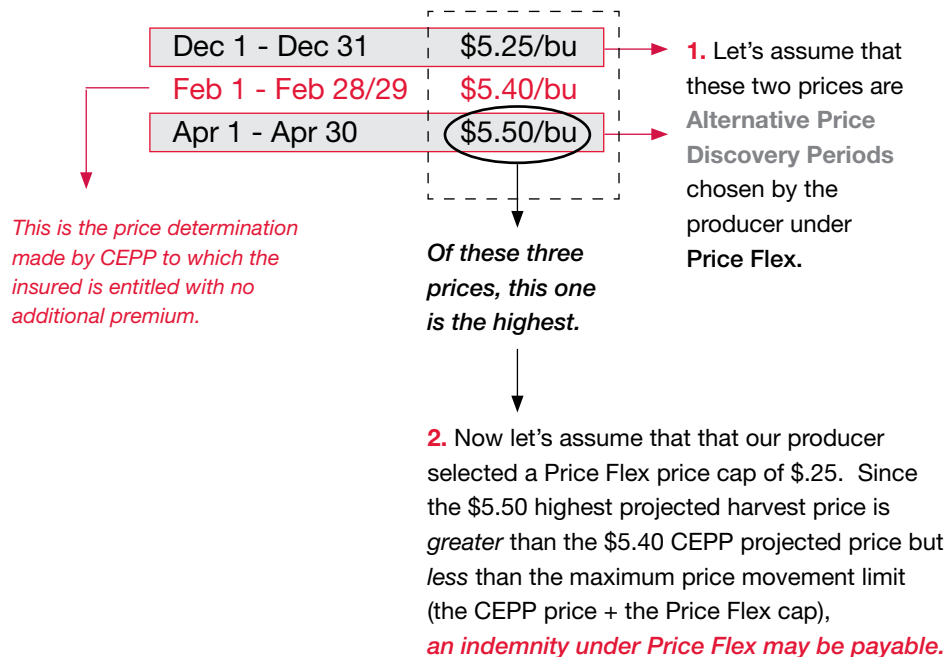 Dec 1 - Dec 31 $5.25/bu
Feb 1 - Feb 28/29 $5.40/bu
Apr 1 - Apr 30 $5.50/bu
1. Let’s assume that
these two prices are
Alternative Price
Discovery Periods
chosen by the
producer under
Price Flex.
This is the price determination
made by CEPP to which the
insured is entitled with no
additional premium.
Of these three
prices, this one
is the highest.
2. Now let’s assume that that our producer
selected a Price Flex price cap of $.25. Since
the $5.50 highest projected harvest price is
greater than the $5.40 CEPP projected price but
less than the maximum price movement limit
(the CEPP price + the Price Flex cap),
an indemnity under Price Flex may be payable.